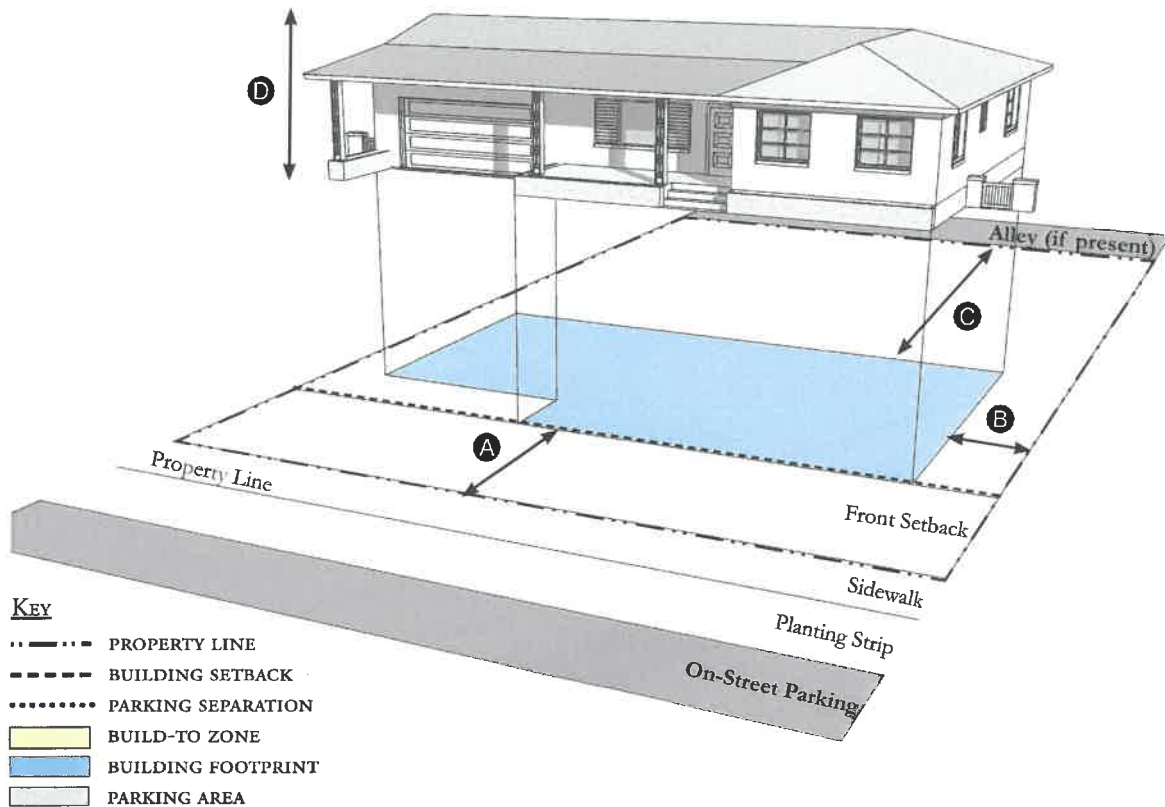 D
Alley (if present)
C
B
A
Property Line
Front Setback
Sidewalk
Planting Strip
On-Street Parking
KEY
PROPERTY LINE
BUILDING SETBACK
PARKING SEPARATION
BUILD-TO ZONE
BUILDING FOOTPRINT
PARKING AREA